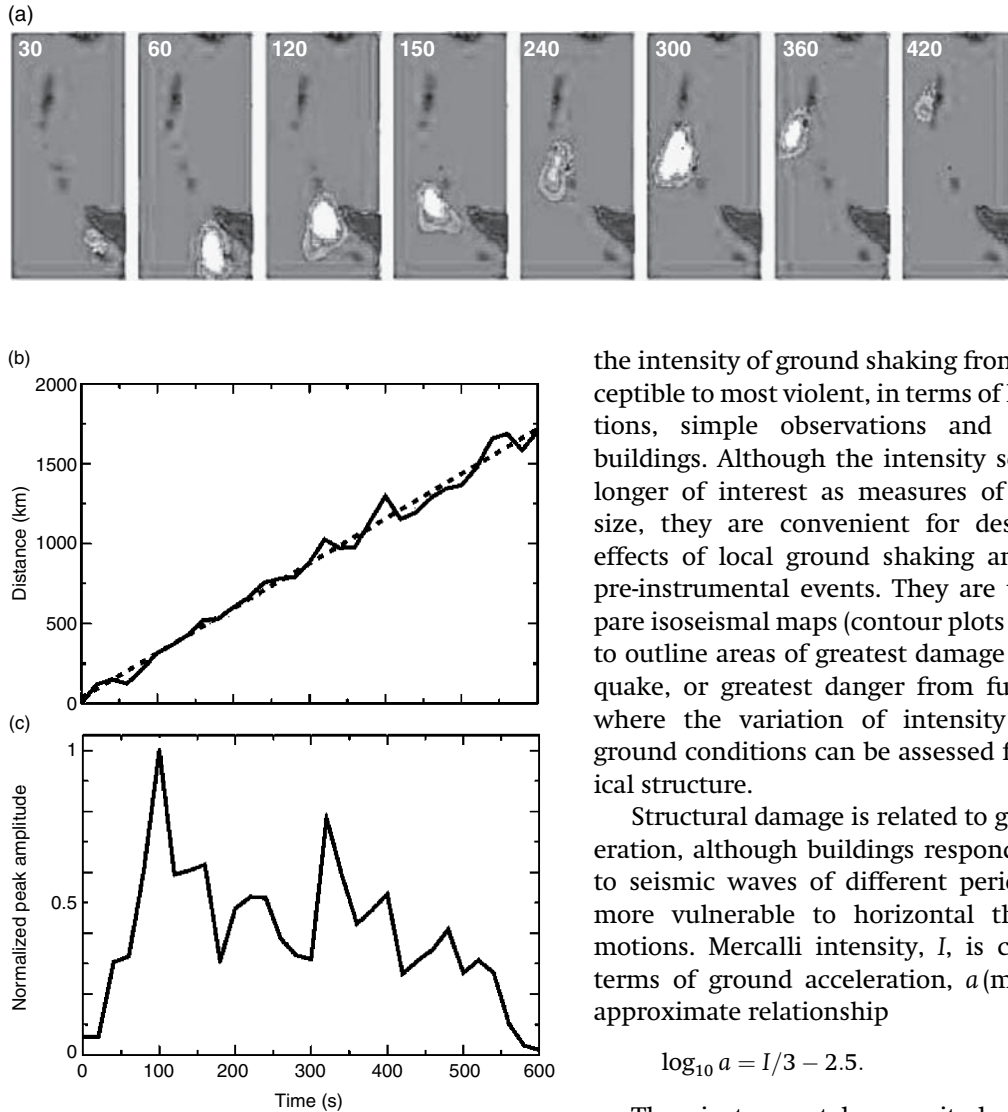 (a)
30 60 120 150 240 300 360 420
(b)
2000
1500
1000
500
0
Distance (km)
(c)
1
0.5
0
Normalized peak amplitude
0 100 200 300 400 500 600
Time (s)
the intensity of ground shaking from
ceptible to most violent, in terms of
tions, simple observations and
buildings. Although the intensity
longer of interest as measures of
size, they are convenient for
effects of local ground shaking
pre-instrumental events. They are
pare isoseismal maps (contour plots
to outline areas of greatest damage
quake, or greatest danger from
where the variation of intensity
ground conditions can be assessed
ical structure.
Structural damage is related to
eration, although buildings respond
to seismic waves of different
more vulnerable to horizontal
motions. Mercalli intensity, I, is
terms of ground acceleration, a
approximate relationship
log₁₀ a = I/3 − 2.5.